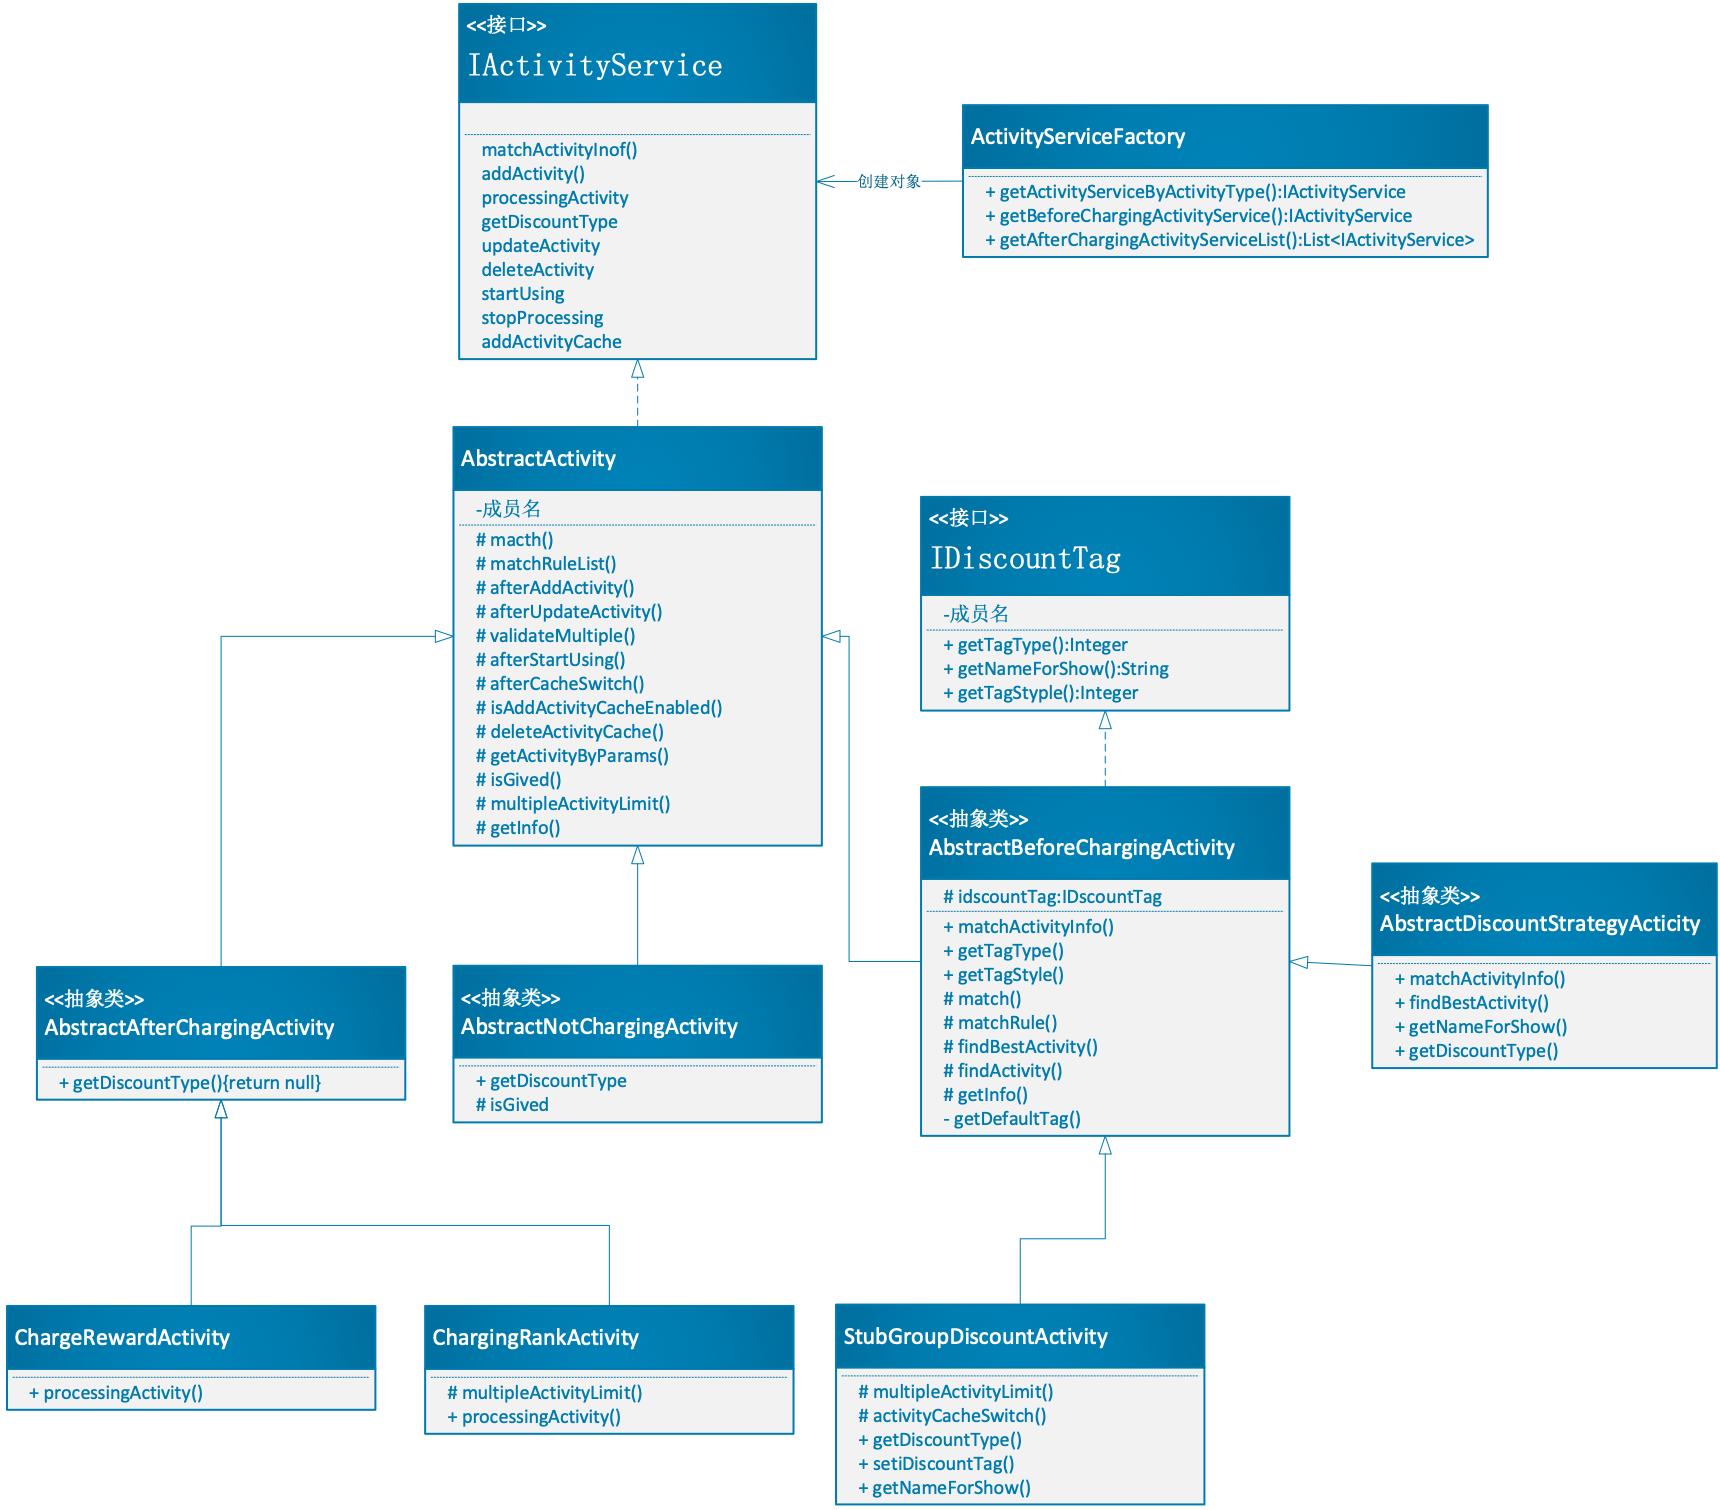 <<接口>>
IActivityService
matchActivityInof()
addActivity()
processingActivity
getDiscountType
updateActivity
deleteActivity
startUsing
stopProcessing
addActivityCache
创建对象
ActivityServiceFactory
+ getActivityServiceByActivityType():IActivityService
+ getBeforeChargingActivityService():IActivityService
+ getAfterChargingActivityServiceList():List<IActivityService>
AbstractActivity
-成员名
# macth()
# matchRuleList()
# afterAddActivity()
# afterUpdateActivity()
# validateMultiple()
# afterStartUsing()
# afterCacheSwitch()
# isAddActivityCacheEnabled()
# deleteActivityCache()
# getActivityByParams()
# isGived()
# multipleActivityLimit()
# getInfo()
<<接口>>
IDiscountTag
-成员名
+ getTagType():Integer
+ getNameForShow():String
+ getTagStyple():Integer
<<抽象类>>
AbstractBeforeChargingActivity
# idscountTag:IDscountTag
+ matchActivityInfo()
+ getTagType()
+ getTagStyle()
# match()
# matchRule()
# findBestActivity()
# findActivity()
# getInfo()
- getDefaultTag()
<<抽象类>>
AbstractDiscountStrategyActicity
+ matchActivityInfo()
+ findBestActivity()
+ getNameForShow()
+ getDiscountType()
<<抽象类>>
AbstractAfterChargingActivity
+ getDiscountType(){return null}
<<抽象类>>
AbstractNotChargingActivity
+ getDiscountType
# isGived
ChargeRewardActivity
+ processingActivity()
ChargingRankActivity
# multipleActivityLimit()
+ processingActivity()
StubGroupDiscountActivity
# multipleActivityLimit()
# activityCacheSwitch()
+ getDiscountType()
+ setiDiscountTag()
+ getNameForShow()